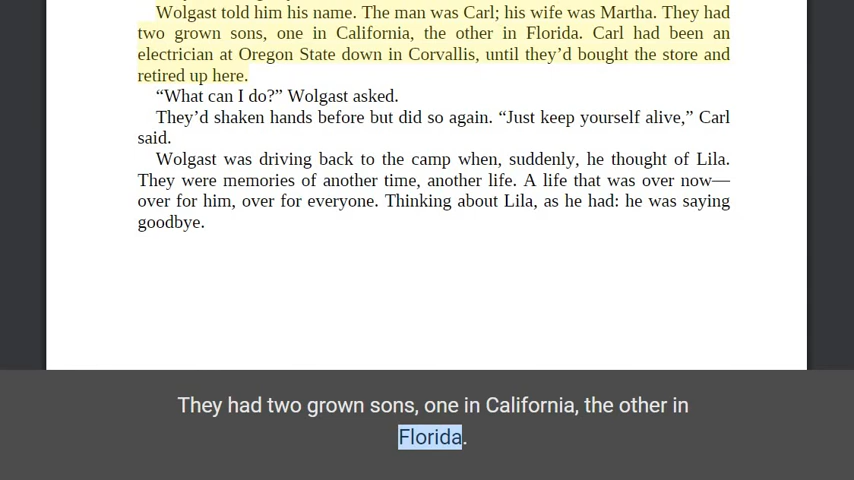 Wolgast told him his name. The man was Carl; his wife was Martha. They had
two grown sons, one in California, the other in Florida. Carl had been an
electrician at Oregon State down in Corvallis, until they’d bought the store and
retired up here.
“What can I do?” Wolgast asked.
They’d shaken hands before but did so again. “Just keep yourself alive,” Carl
said.
Wolgast was driving back to the camp when, suddenly, he thought of Lila.
They were memories of another time, another life. A life that was over now—
over for him, over for everyone. Thinking about Lila, as he had: he was saying
goodbye.
They had two grown sons, one in California, the other in
Florida.